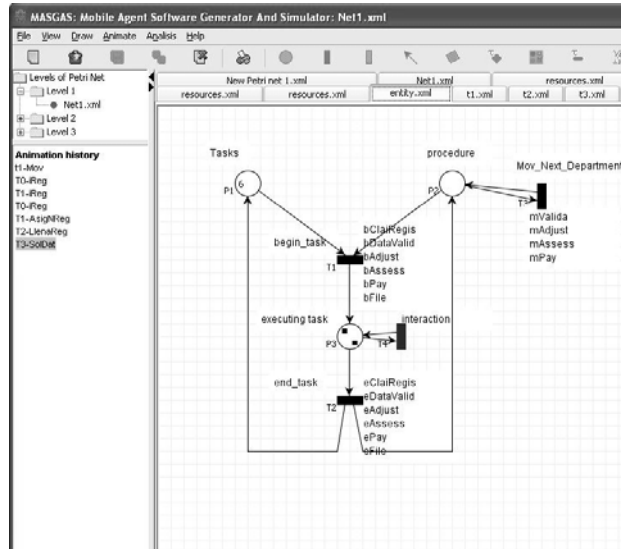 MASGAS: Mobile Agent Software Generator And Simulator: Net1.xml
File View Draw Animate Analisis Help
Levels of Petri Net
Level 1
Net1.xml
Level 2
Level 3
Animation history
t1-Mov
T0-iReg
T1-iReg
T0-iReg
T1-AsigNReg
T2-LlenaReg
T3-SolDat
New Petri net 1.xml Net1.xml resources.xml
resources.xml resources.xml entity.xml t1.xml t2.xml t3.xml
Tasks
P1
6
procedure
P2
Mov_Next_Department
mValida
mAdjust
mAssess
mPay
begin_task
T1
bClaiRegis
bDataValid
bAdjust
bAssess
bPay
bFile
executing task
P3
interaction
T4
end_task
T2
eClaiRegis
eDataValid
eAdjust
eAssess
ePay
eFile